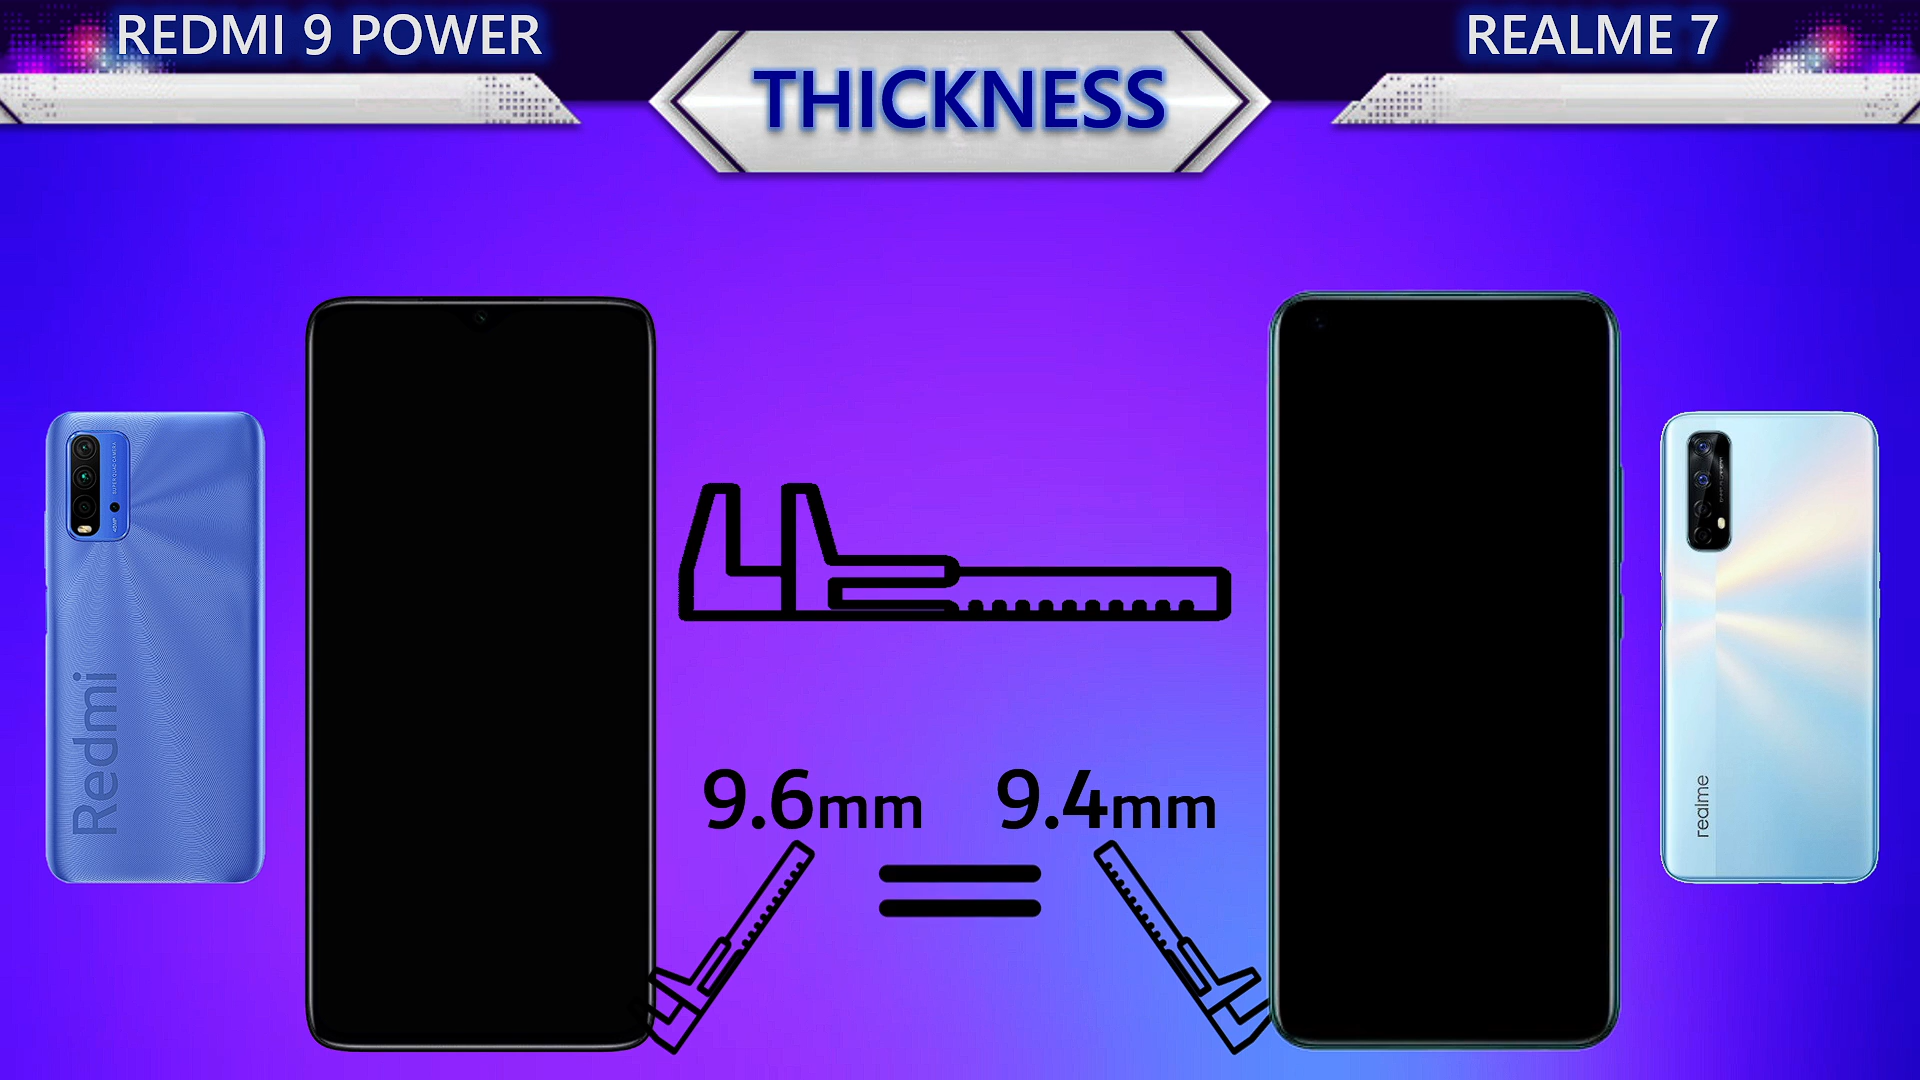 REDMI 9 POWER
THICKNESS
REALME 7
9.6mm
9.4mm
Redmi
realme